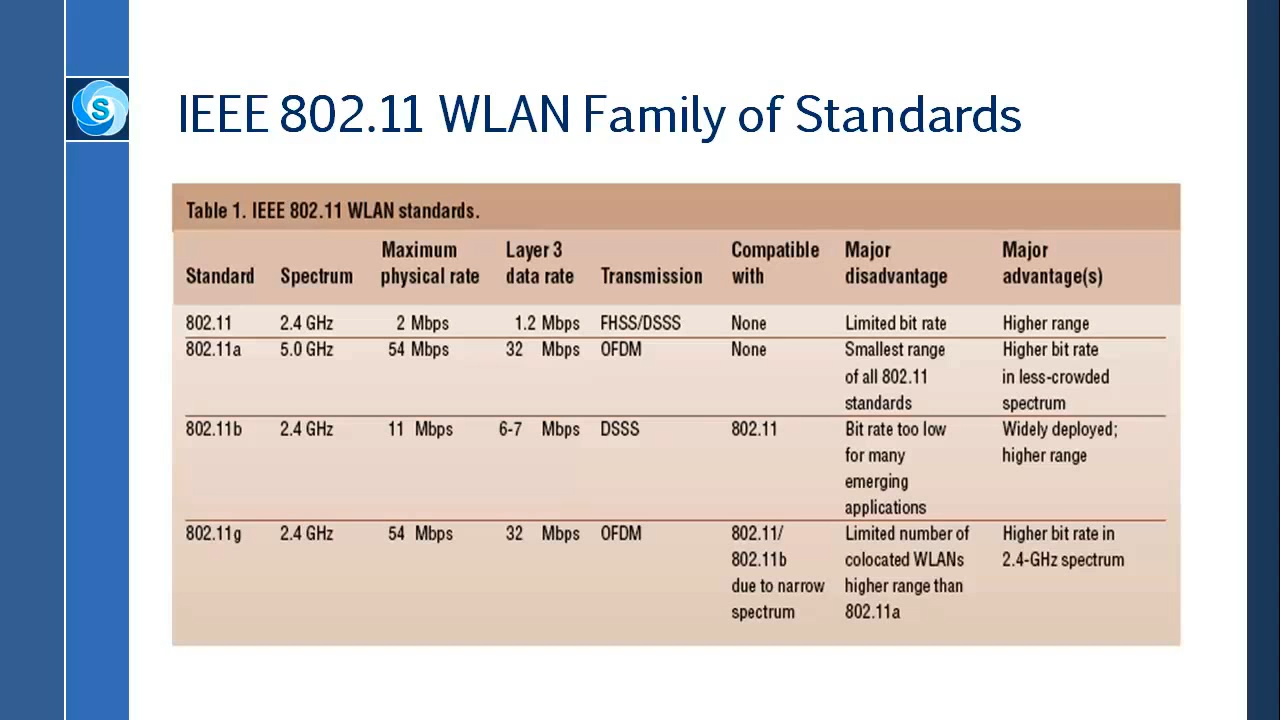 S
IEEE 802.11 WLAN Family of Standards
Table 1. IEEE 802.11 WLAN standards.
Maximum Layer 3 Compatible Major Major
Standard Spectrum physical rate data rate Transmission with disadvantage advantage(s)
802.11 2.4 GHz 2 Mbps 1.2 Mbps FHSS/DSSS None Limited bit rate Higher range
802.11a 5.0 GHz 54 Mbps 32 Mbps OFDM None Smallest range Higher bit rate
of all 802.11 in less-crowded
standards spectrum
802.11b 2.4 GHz 11 Mbps 6-7 Mbps DSSS 802.11 Bit rate too low Widely deployed;
for many higher range
emerging
applications
802.11g 2.4 GHz 54 Mbps 32 Mbps OFDM 802.11/ Limited number of Higher bit rate in
802.11b colocated WLANs 2.4-GHz spectrum
due to narrow higher range than
spectrum 802.11a